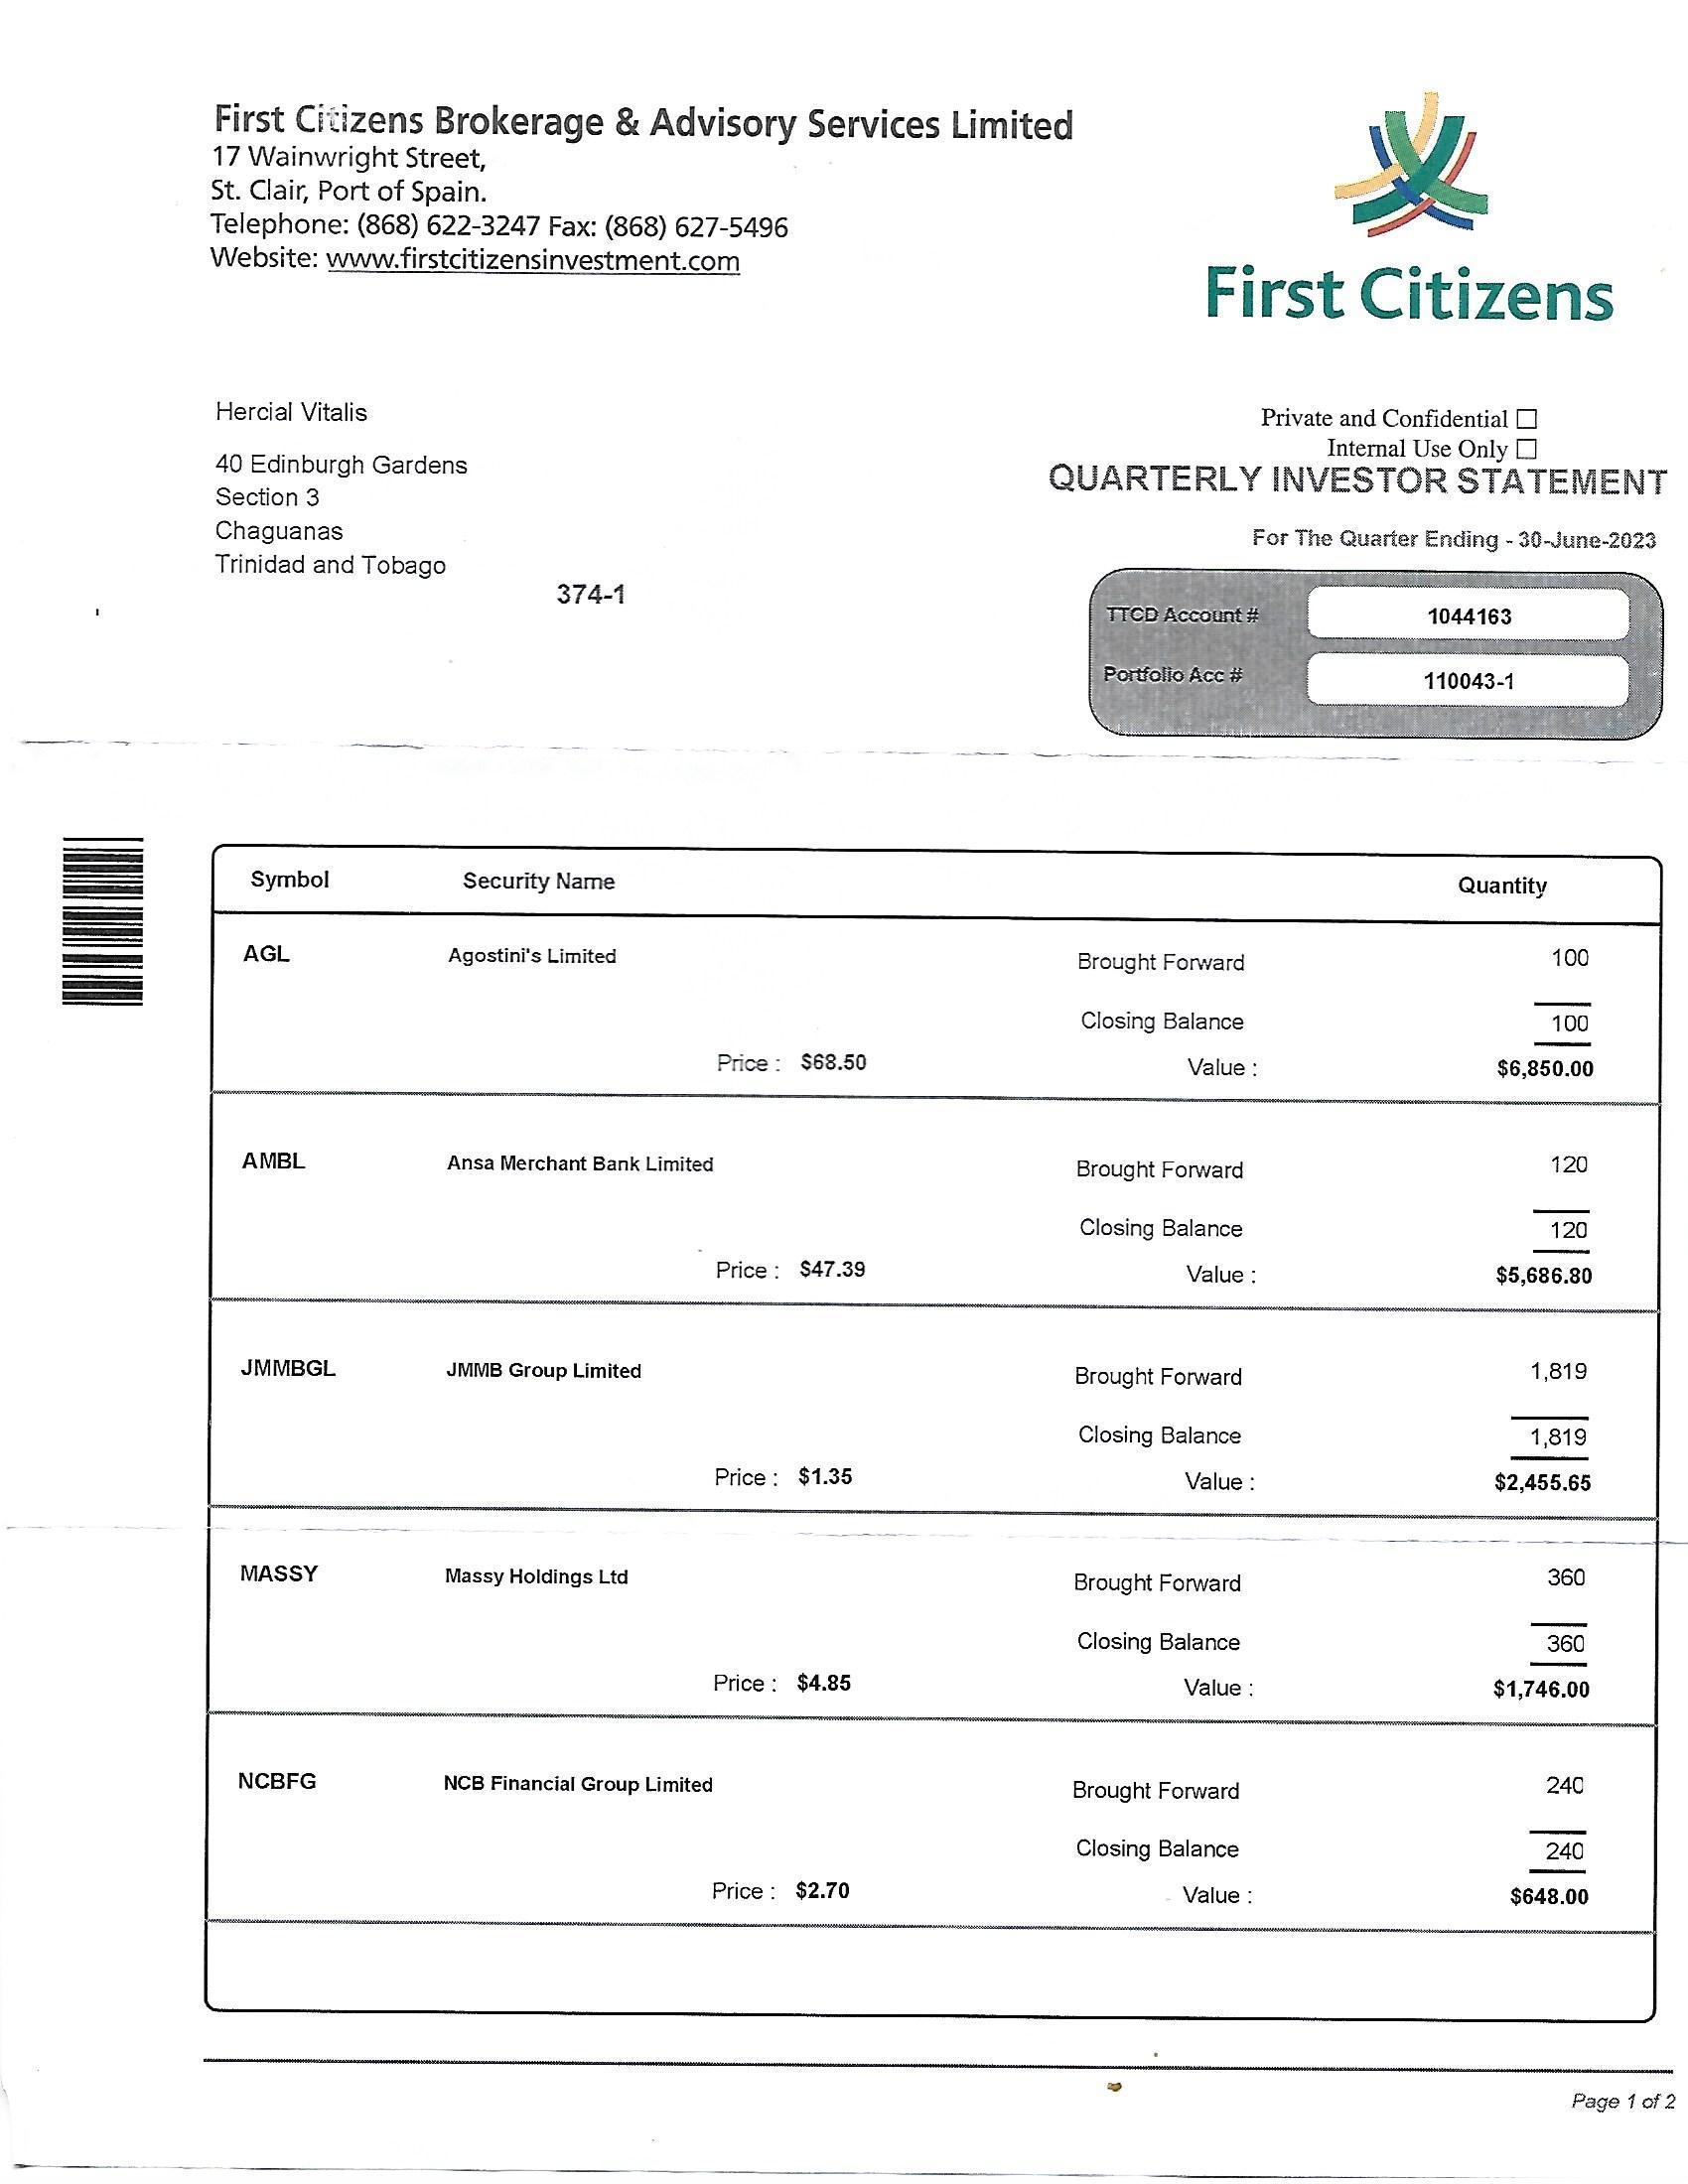 First Citizens Brokerage & Advisory Services Limited
17 Wainwright Street,
St. Clair, Port of Spain.
Telephone: (868) 622-3247 Fax: (868) 627-5496
Website: www.firstcitizensinvestment.com
First Citizens
Hercial Vitalis
40 Edinburgh Gardens
Section 3
Chaguanas
Trinidad and Tobago
374-1
Private and Confidential ☐
Internal Use Only ☐
QUARTERLY INVESTOR STATEMENT
For The Quarter Ending - 30-June-2023
TTCD Account # 1044163
Portfolio Acc # 110043-1
Symbol Security Name Quantity
AGL Agostini's Limited Brought Forward 100
Closing Balance 100
Price : $68.50 Value : $6,850.00
AMBL Ansa Merchant Bank Limited Brought Forward 120
Closing Balance 120
Price : $47.39 Value : $5,686.80
JMMBGL JMMB Group Limited Brought Forward 1,819
Closing Balance 1,819
Price : $1.35 Value : $2,455.65
MASSY Massy Holdings Ltd Brought Forward 360
Closing Balance 360
Price : $4.85 Value : $1,746.00
NCBFG NCB Financial Group Limited Brought Forward 240
Closing Balance 240
Price : $2.70 Value : $648.00
Page 1 of 2